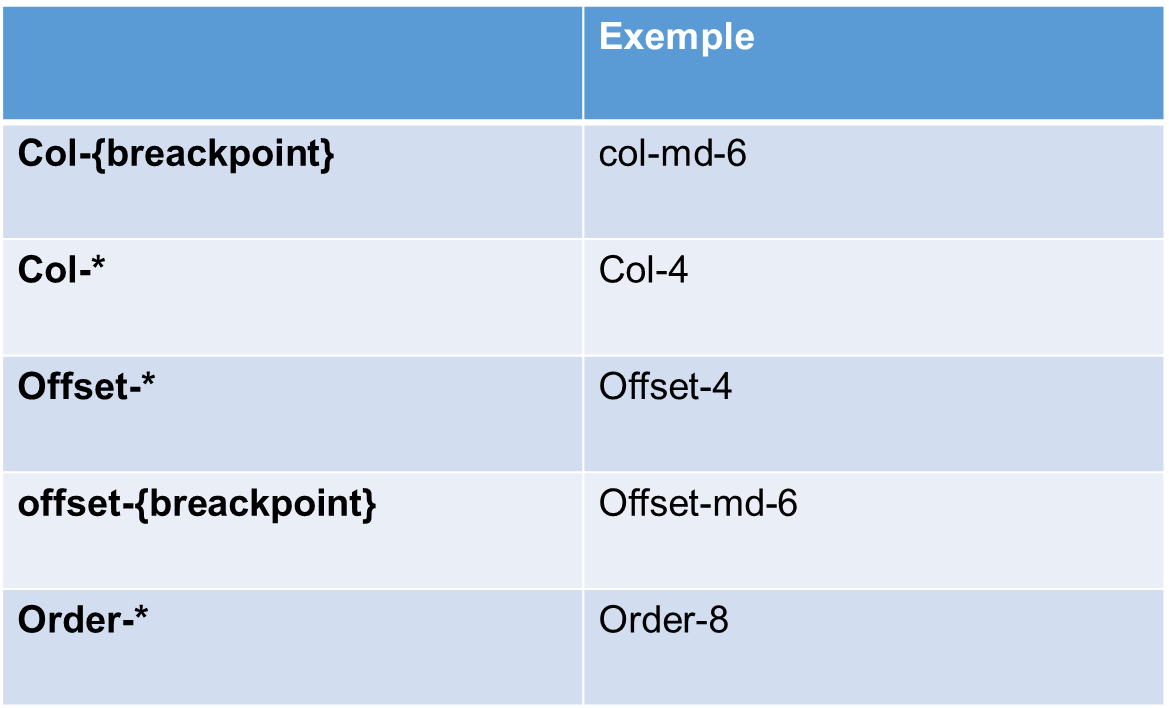 Exemple
Col-{breackpoint} col-md-6
Col-* Col-4
Offset-* Offset-4
offset-{breackpoint} Offset-md-6
Order-* Order-8